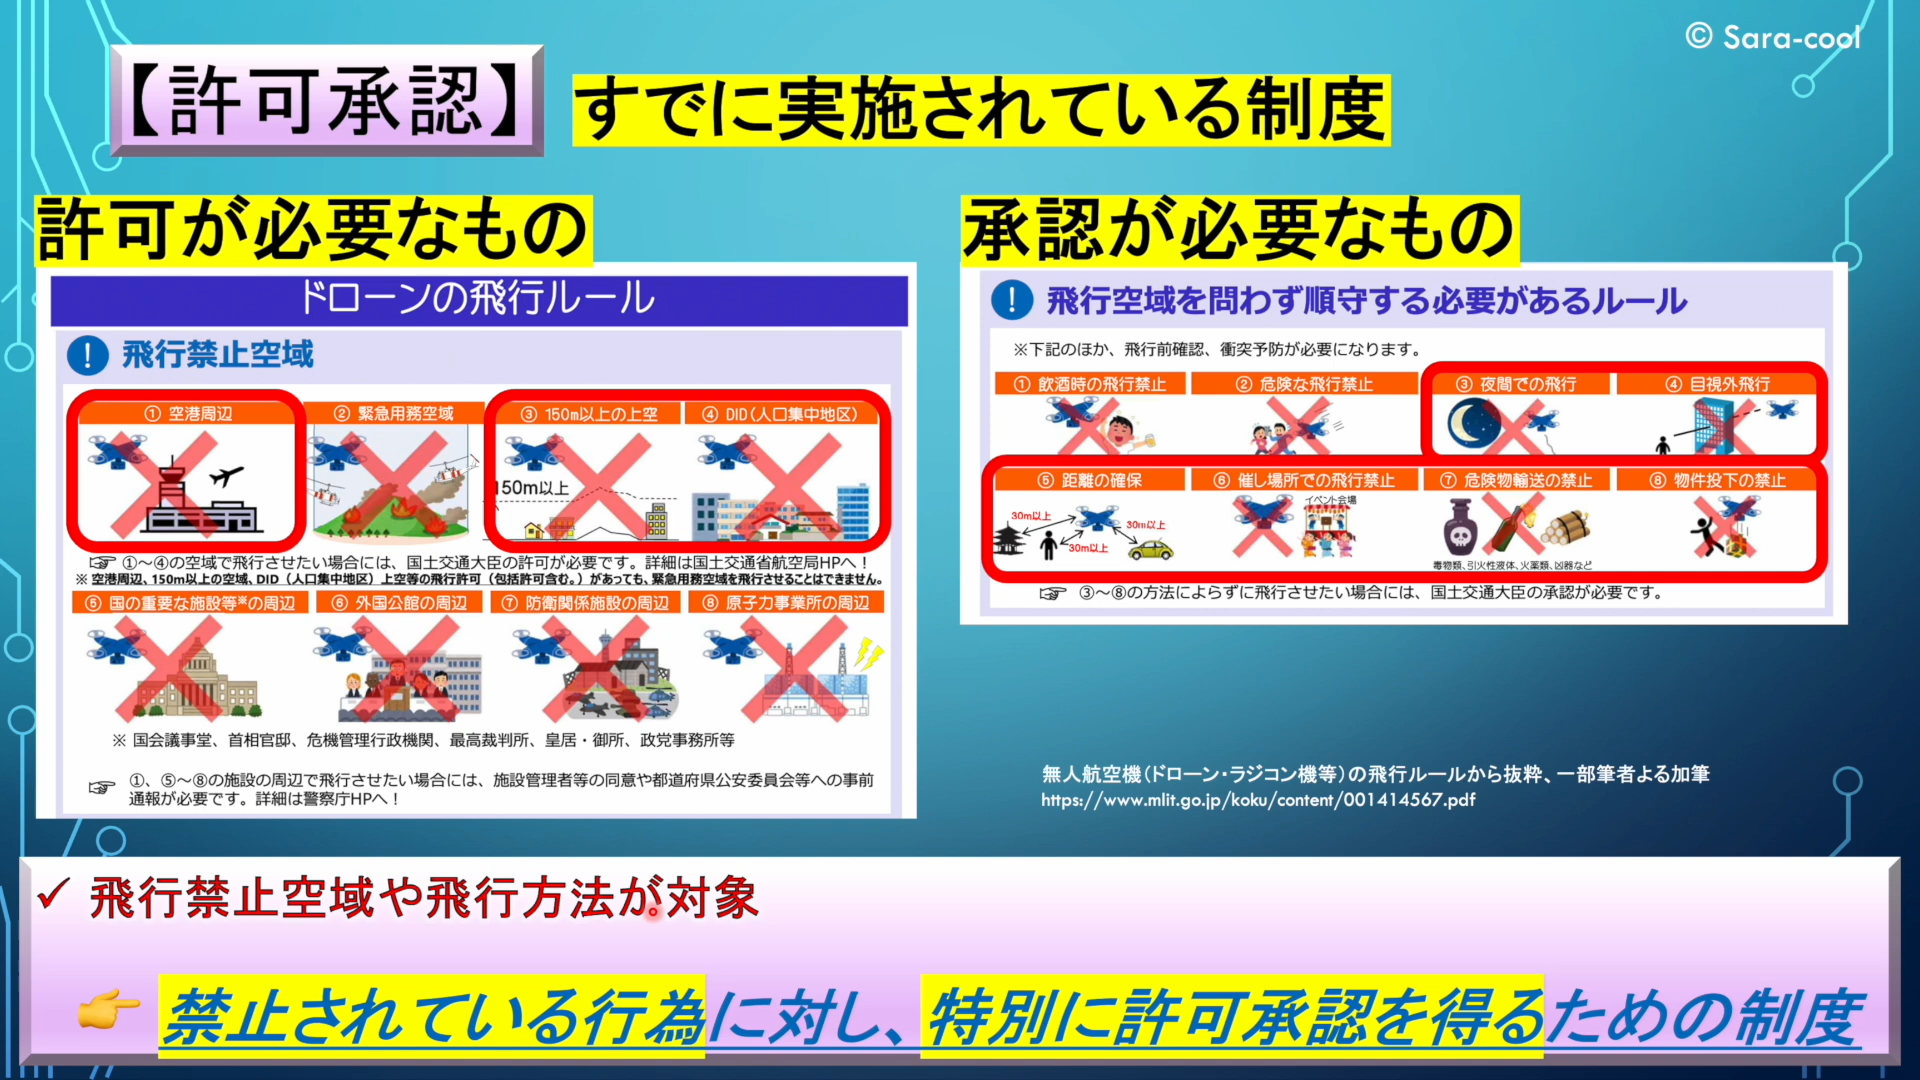 © Sara-cool
【許可承認】 すでに実施されている制度
許可が必要なもの
ドローンの飛行ルール
! 飛行禁止空域
① 空港周辺
② 緊急用務空域
③ 150m以上の上空
④ DID(人口集中地区)
150m以上
☞ ①~④の空域で飛行させたい場合には、国土交通大臣の許可が必要です。詳細は国土交通省航空局HPへ!
※ 空港周辺、150m以上の空域、DID(人口集中地区)上空等の飛行許可(包括許可含む。)があっても、緊急用務空域を飛行させることはできません。
⑤ 国の重要な施設等※の周辺
⑥ 外国公館の周辺
⑦ 防衛関係施設の周辺
⑧ 原子力事業所の周辺
※ 国会議事堂、首相官邸、危機管理行政機関、最高裁判所、皇居・御所、政党事務所等
☞ ①、⑤~⑧の施設の周辺で飛行させたい場合には、施設管理者等の同意や都道府県公安委員会等への事前
通報が必要です。詳細は警察庁HPへ!
承認が必要なもの
! 飛行空域を問わず順守する必要があるルール
※下記のほか、飛行前確認、衝突予防が必要になります。
① 飲酒時の飛行禁止
② 危険な飛行禁止
③ 夜間での飛行
④ 目視外飛行
⑤ 距離の確保
⑥ 催し場所での飛行禁止
⑦ 危険物輸送の禁止
⑧ 物件投下の禁止
イベント会場
30m以上
30m以上
30m以上
毒物類、引火性液体、火薬類、凶器など
☞ ③~⑧の方法によらずに飛行させたい場合には、国土交通大臣の承認が必要です。
無人航空機(ドローン・ラジコン機等)の飛行ルールから抜粋、一部筆者よる加筆
https://www.mlit.go.jp/koku/content/001414567.pdf
✓ 飛行禁止空域や飛行方法が対象
👉 禁止されている行為に対し、特別に許可承認を得るための制度